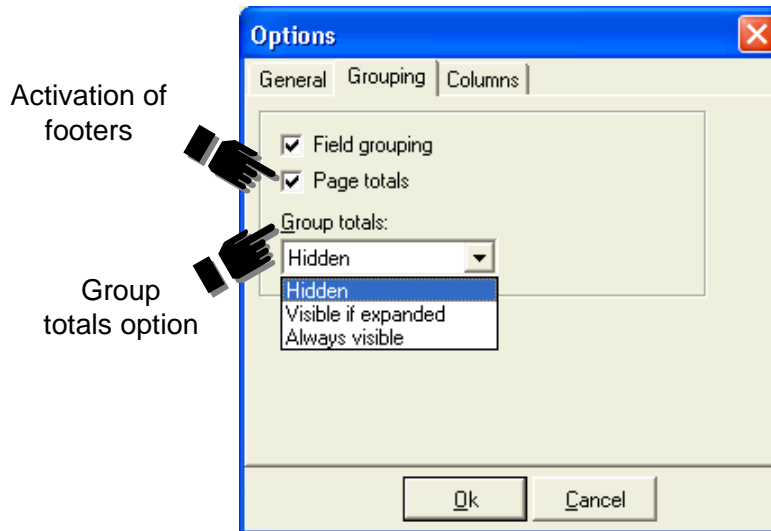 Options
General Grouping Columns
Activation of
footers
Field grouping
Page totals
Group totals:
Hidden
Group
totals option
Hidden
Visible if expanded
Always visible
Ok Cancel